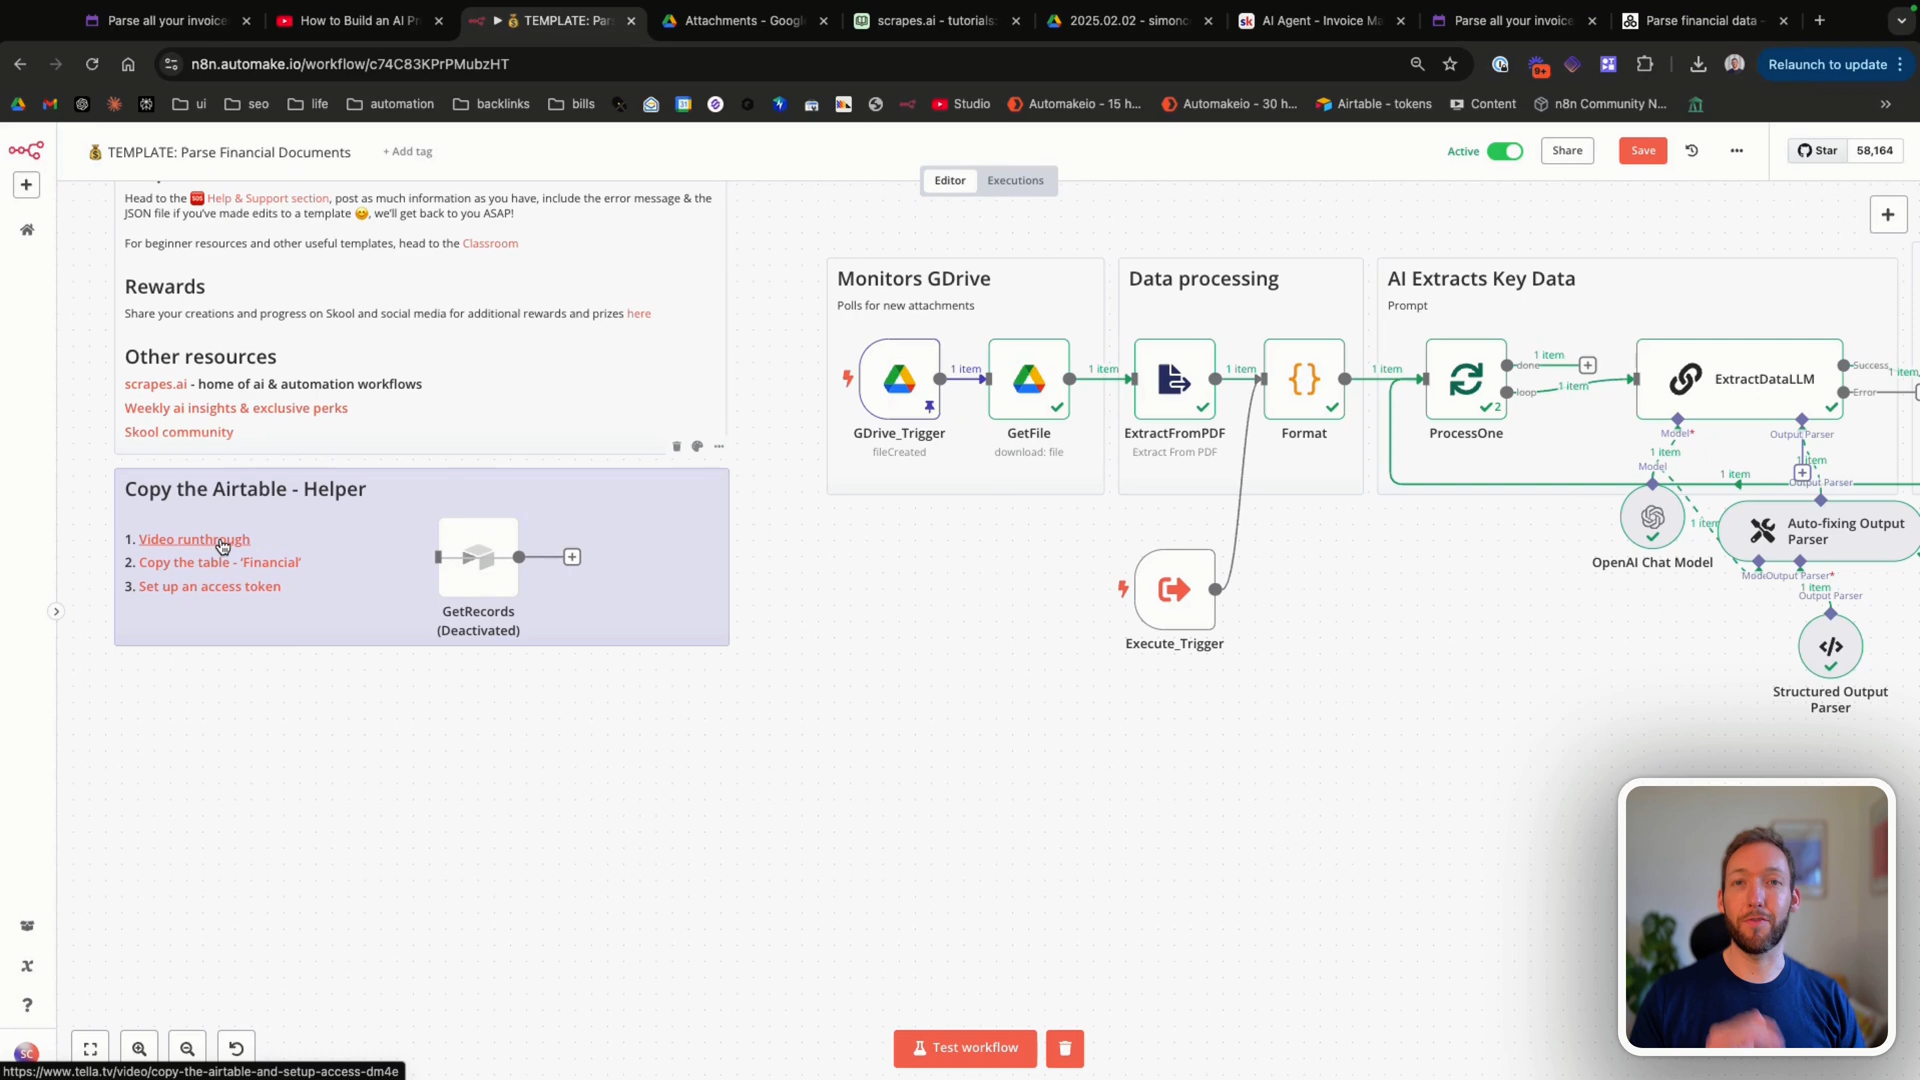 Parse all your invoice
How to Build an AI Pr
TEMPLATE: Par
Attachments - Google
scrapes.ai - tutorials
2025.02.02 - simonc
AI Agent - Invoice Ma
Parse all your invoice
Parse financial data -
n8n.automake.io/workflow/c74C83KPrPMubzHT
9+
Relaunch to update
ui
seo
life
automation
backlinks
bills
Studio
Automakeio - 15 h...
Automakeio - 30 h...
Airtable - tokens
Content
n8n Community N...
TEMPLATE: Parse Financial Documents
+ Add tag
Active
Share
Save
Star
58,164
Editor
Executions
Head to the 🆘 Help & Support section, post as much information as you have, include the error message & the
JSON file if you've made edits to a template 😊, we'll get back to you ASAP!
For beginner resources and other useful templates, head to the Classroom
Rewards
Share your creations and progress on Skool and social media for additional rewards and prizes here
Other resources
scrapes.ai - home of ai & automation workflows
Weekly ai insights & exclusive perks
Skool community
Copy the Airtable - Helper
1. Video runthrough
2. Copy the table - 'Financial'
3. Set up an access token
GetRecords
(Deactivated)
Monitors GDrive
Polls for new attachments
1 item
GDrive_Trigger
fileCreated
GetFile
download: file
1 item
Data processing
1 item
ExtractFromPDF
Extract From PDF
Format
1 item
Execute_Trigger
AI Extracts Key Data
Prompt
done
1 item
loop
1 item
2
ProcessOne
ExtractDataLLM
Success
1 item
Error
Model*
Output Parser
1 item
1 item
Model
1 item
Output Parser
OpenAI Chat Model
1 item
Auto-fixing Output
Parser
Output Parser*
1 item
Output Parser
Structured Output
Parser
Test workflow
SC
https://www.tella.tv/video/copy-the-airtable-and-setup-access-dm4e